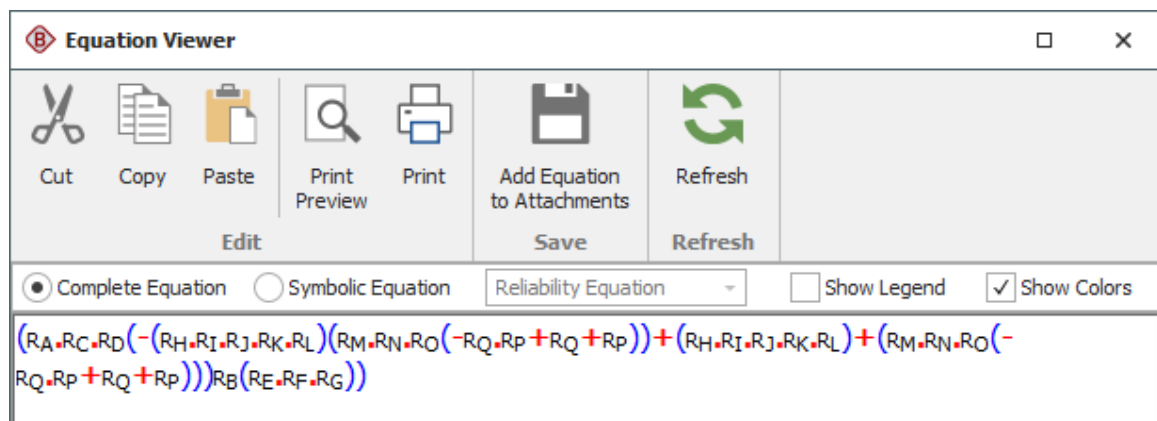 B Equation Viewer
Cut Copy Paste Print Preview Print Add Equation to Attachments Refresh
Edit Save Refresh
Complete Equation Symbolic Equation Reliability Equation Show Legend Show Colors
(RA.RC.RD(-(RH.RI.RJ.RK.RL)(RM.RN.RO(-RQ.RP+RQ+RP))+(RH.RI.RJ.RK.RL)+(RM.RN.RO(-
RQ.RP+RQ+RP)))RB(RE.RF.RG))